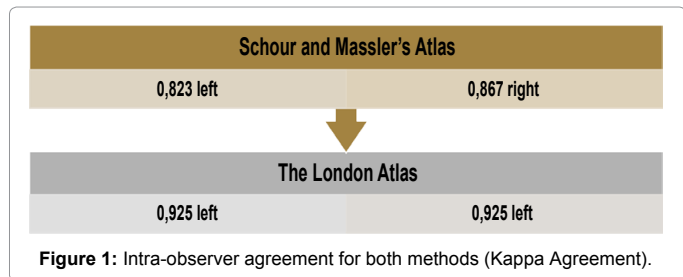 Schour and Massler's Atlas
0,823 left 0,867 right
The London Atlas
0,925 left 0,925 left
Figure 1: Intra-observer agreement for both methods (Kappa Agreement).